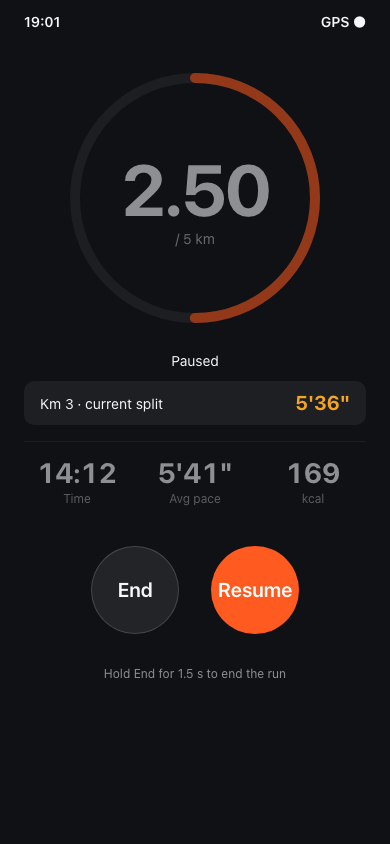 19:01 GPS
2.50
/ 5 km
Paused
Km 3 · current split 5'36"
14:12 5'41" 169
Time Avg pace kcal
End Resume
Hold End for 1.5 s to end the run